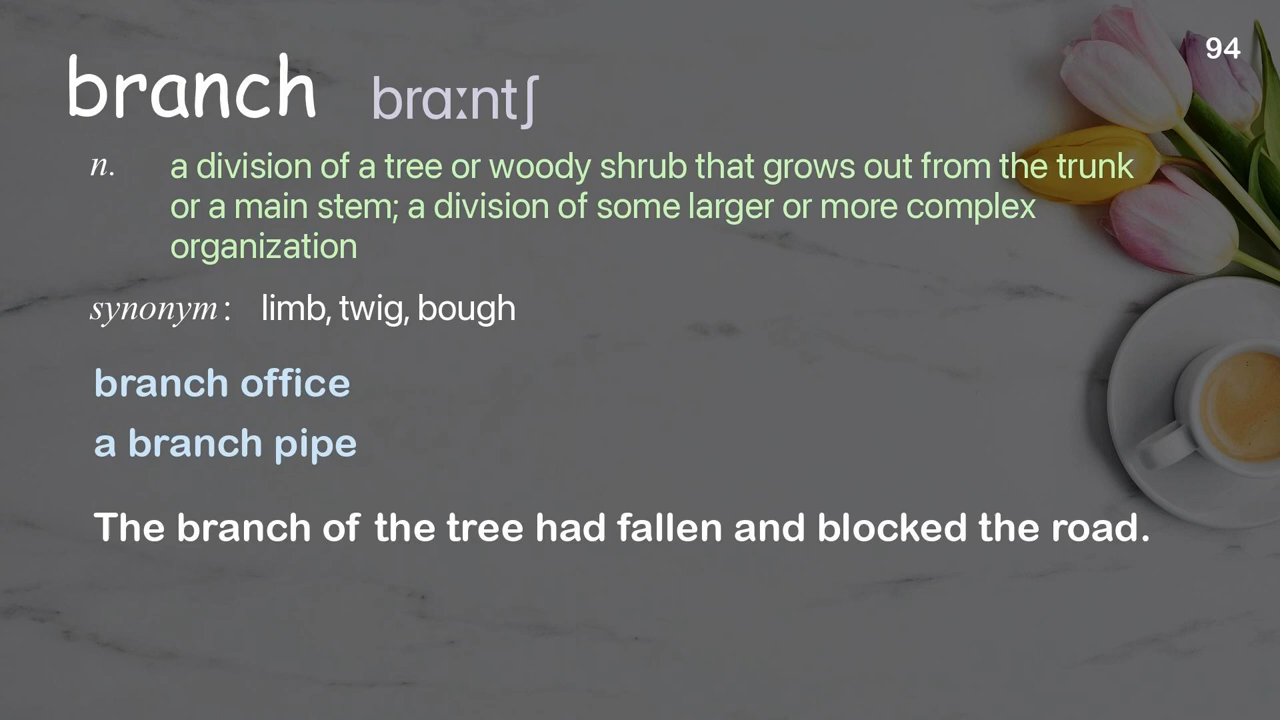 94
branch brɑːntʃ
n. a division of a tree or woody shrub that grows out from the trunk
or a main stem; a division of some larger or more complex
organization
synonym: limb, twig, bough
branch office
a branch pipe
The branch of the tree had fallen and blocked the road.